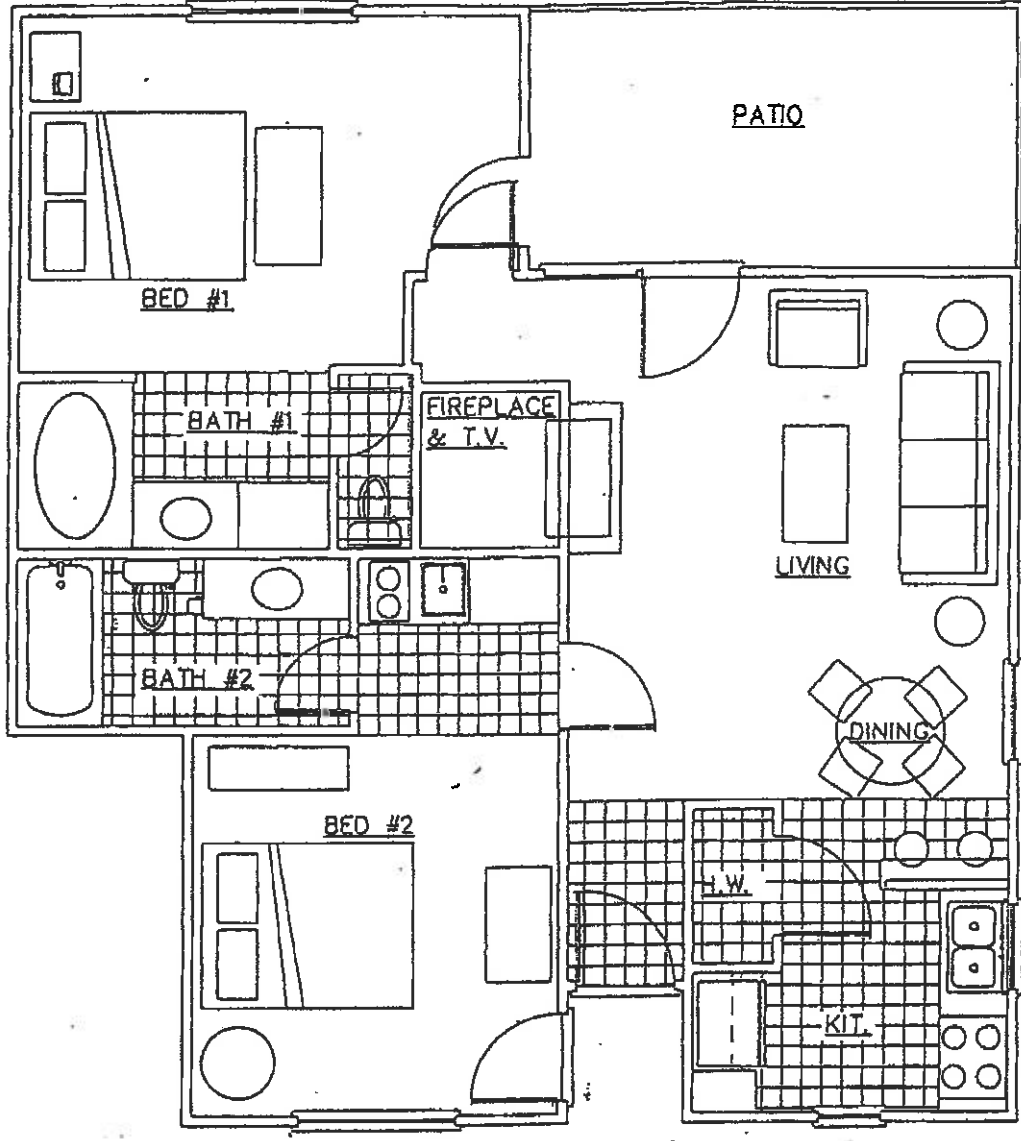 PATIO
BED #1
BATH #1
FIREPLACE
& T.V.
LIVING
BATH #2
DINING
BED #2
H.W.
KIT.